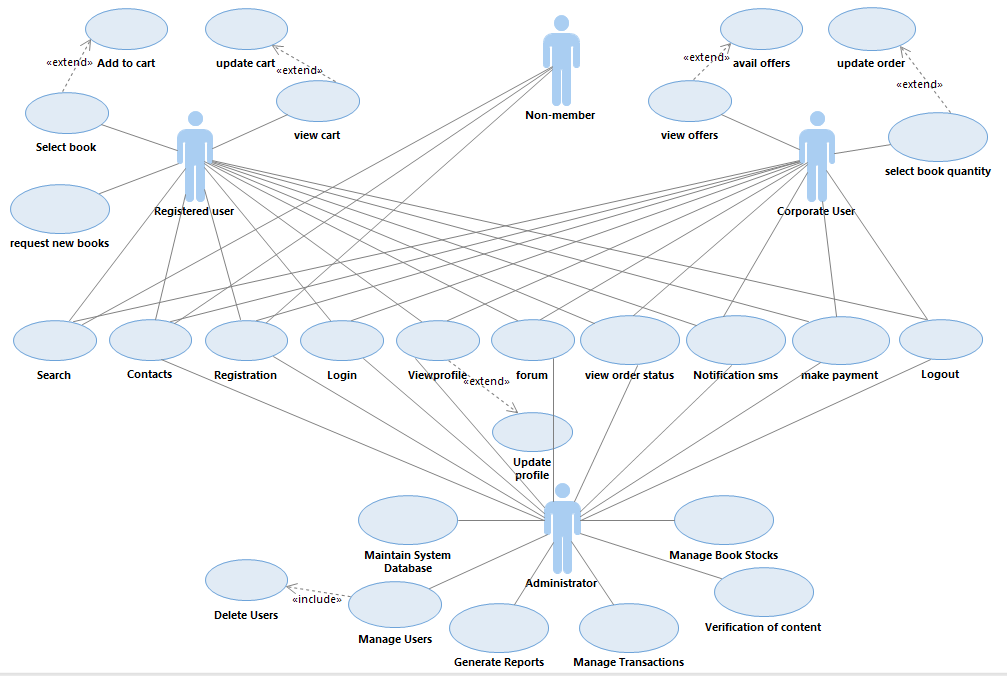 «extend» Add to cart
update cart
«extend»
«extend»
avail offers
update order
«extend»
Select book
view cart
Non-member
view offers
select book quantity
Registered user
Corporate User
request new books
Search
Contacts
Registration
Login
Viewprofile
«extend»
forum
view order status
Notification sms
make payment
Logout
Update
profile
Maintain System
Database
Administrator
Manage Book Stocks
Delete Users
«include»
Manage Users
Generate Reports
Manage Transactions
Verification of content